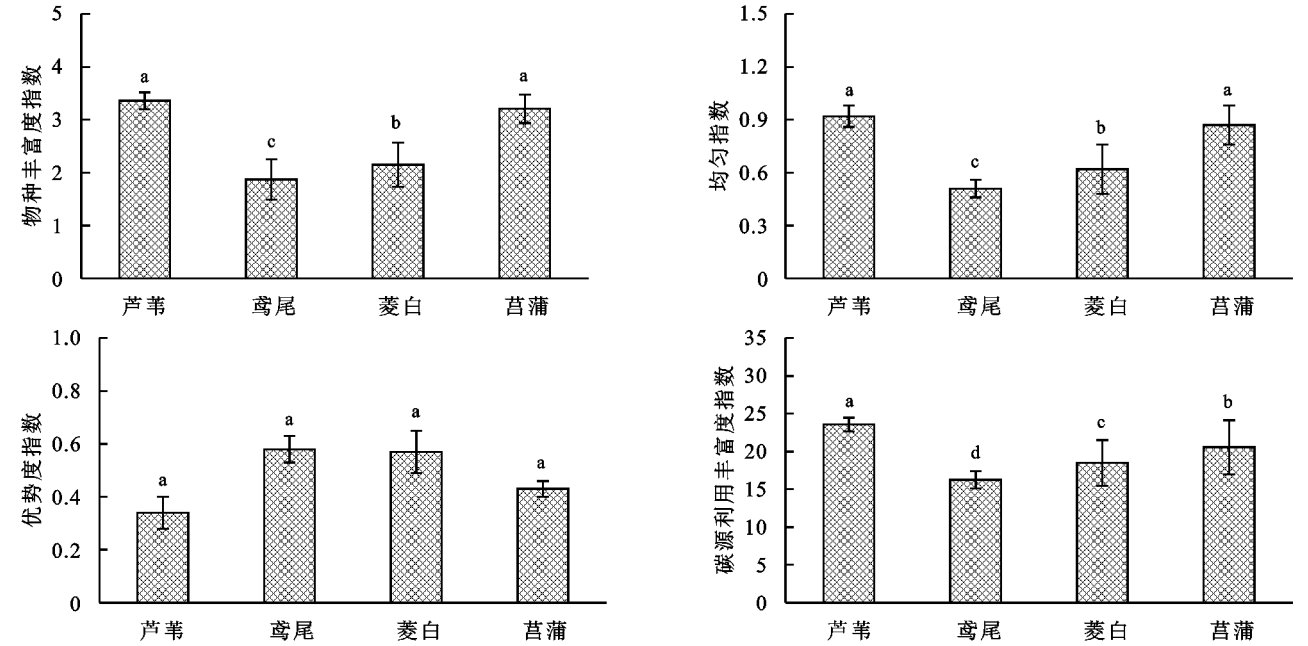 物种丰富度指数
5
4
3
2
1
0
a
c
b
a
芦苇
鸢尾
菱白
菖蒲
均匀指数
1.5
1.2
0.9
0.6
0.3
0
a
c
b
a
芦苇
鸢尾
菱白
菖蒲
优势度指数
1.0
0.8
0.6
0.4
0.2
0
a
a
a
a
芦苇
鸢尾
菱白
菖蒲
碳源利用丰富度指数
35
30
25
20
15
10
5
0
a
d
c
b
芦苇
鸢尾
菱白
菖蒲